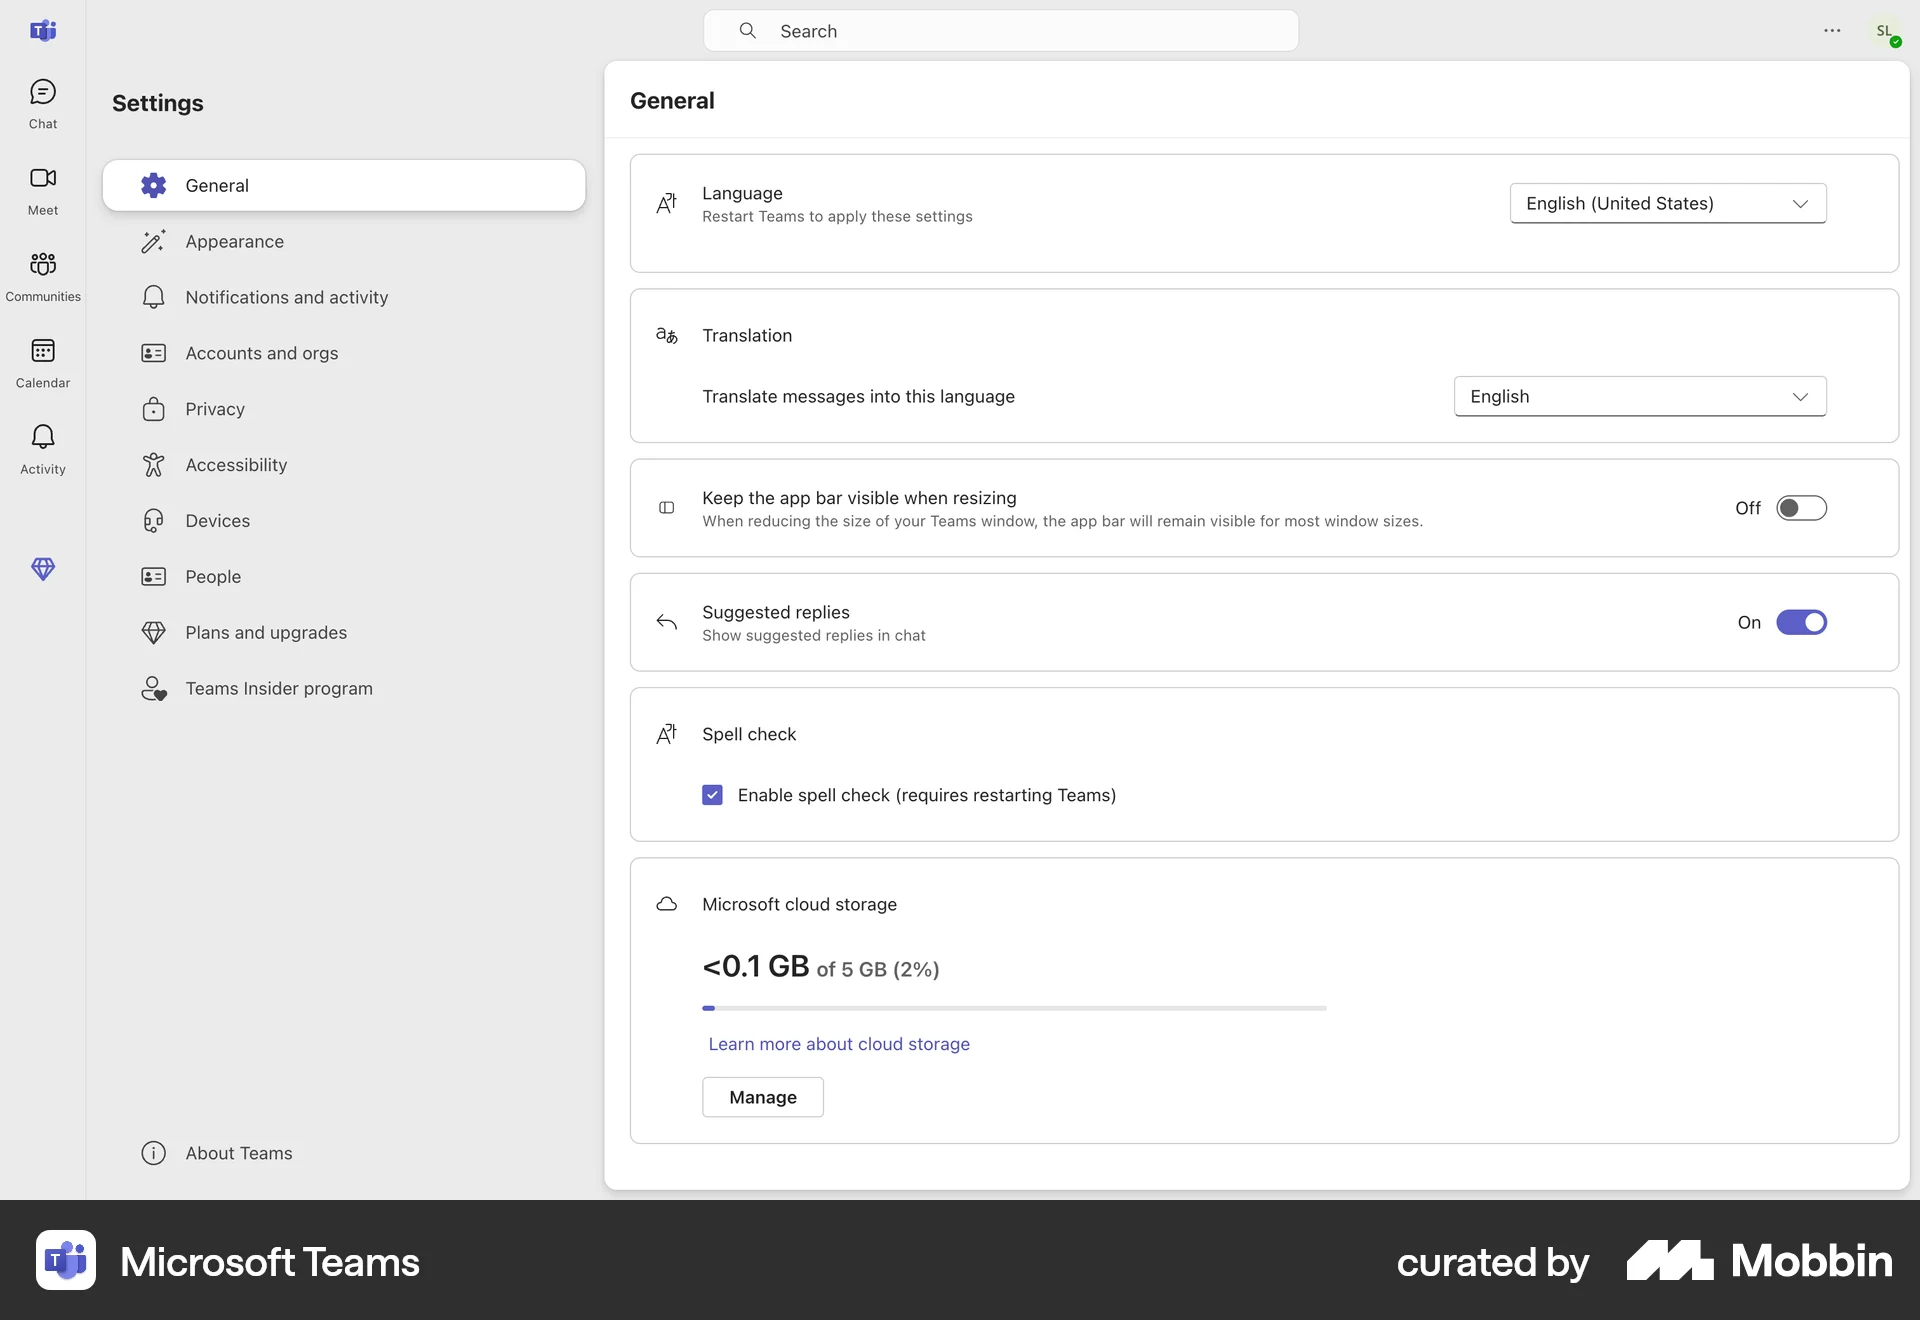 Search
SL
Chat
Meet
Communities
Calendar
Activity
Settings
General
Appearance
Notifications and activity
Accounts and orgs
Privacy
Accessibility
Devices
People
Plans and upgrades
Teams Insider program
About Teams
General
Language
Restart Teams to apply these settings
English (United States)
Translation
Translate messages into this language
English
Keep the app bar visible when resizing
When reducing the size of your Teams window, the app bar will remain visible for most window sizes.
Off
Suggested replies
Show suggested replies in chat
On
Spell check
Enable spell check (requires restarting Teams)
Microsoft cloud storage
<0.1 GB of 5 GB (2%)
Learn more about cloud storage
Manage
Microsoft Teams
curated by Mobbin